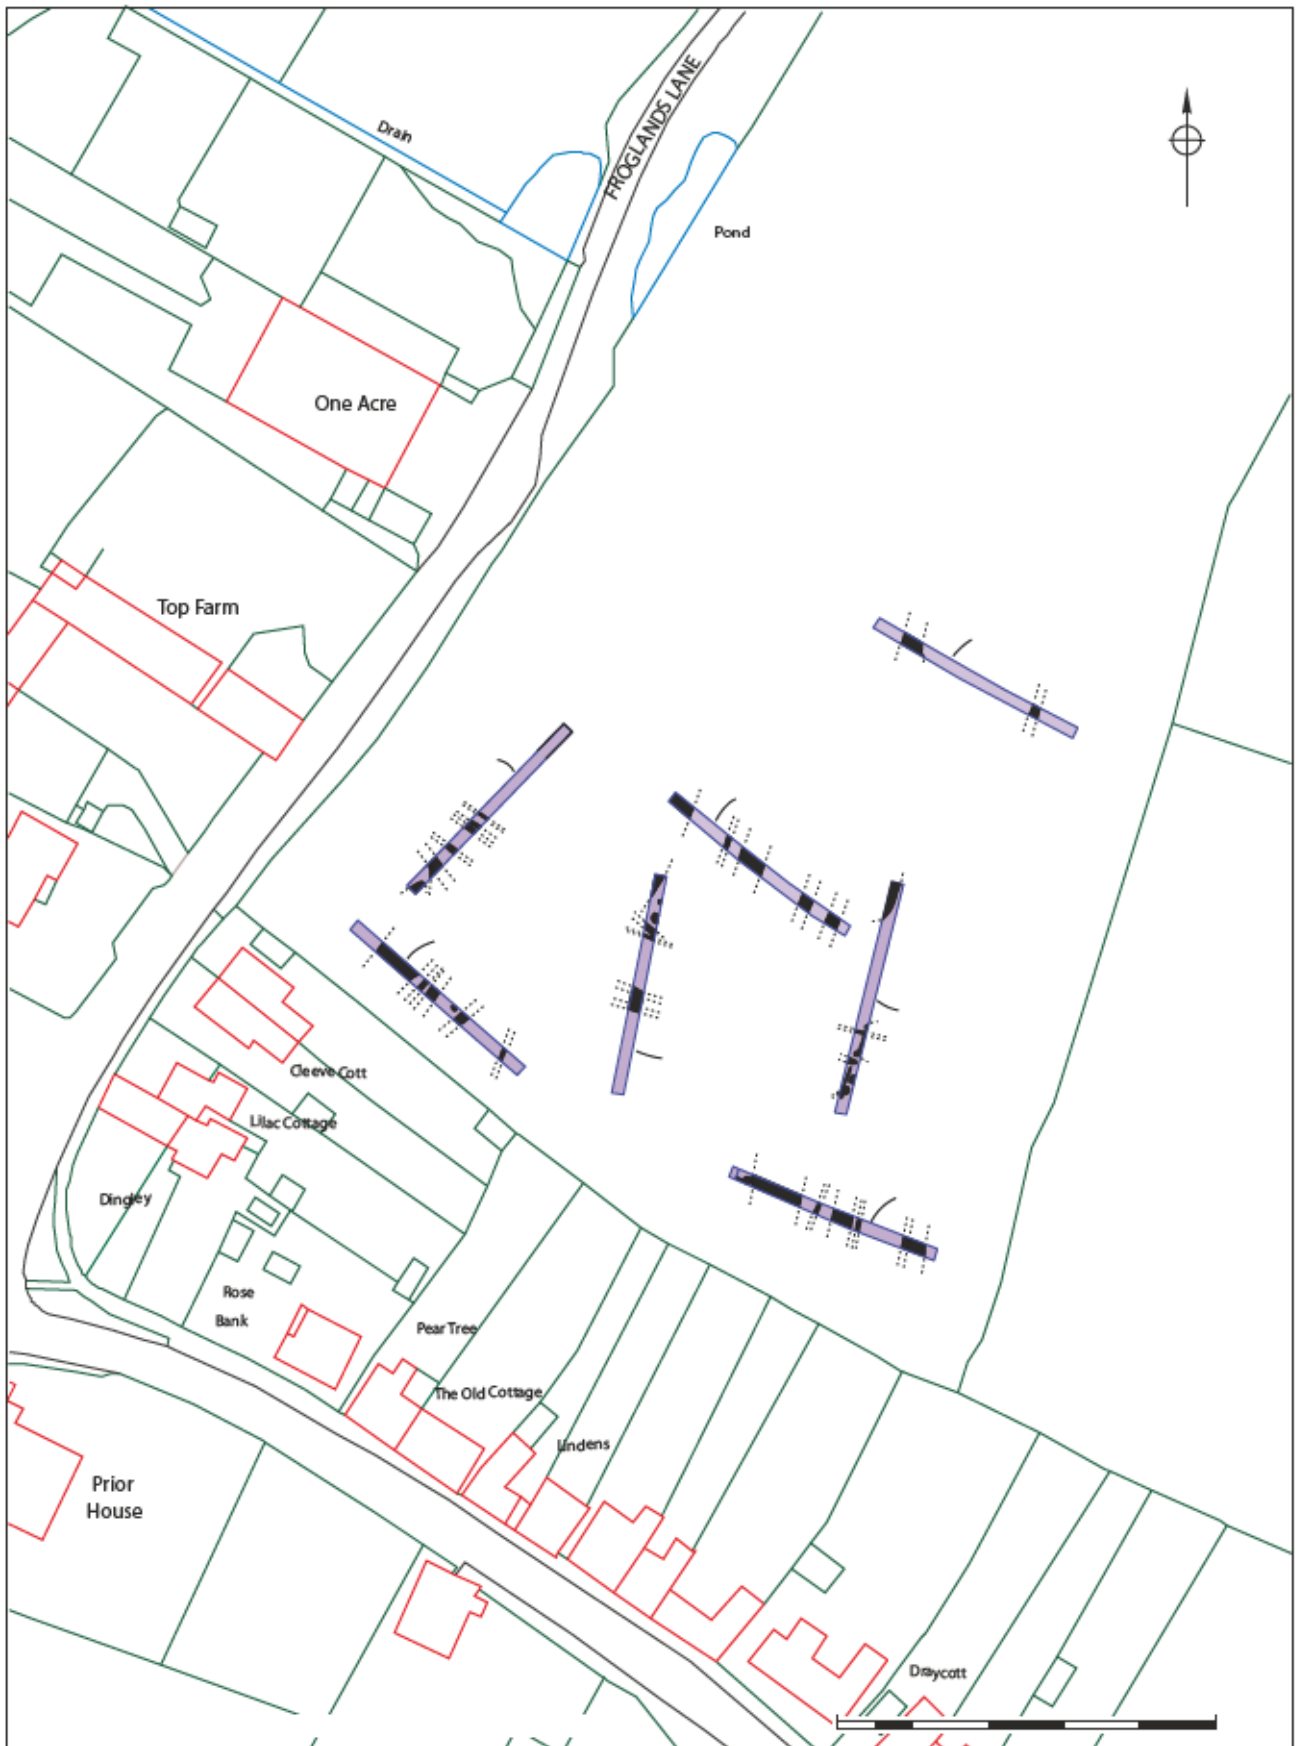 FROGLANDS LANE
Drain
Pond
One Acre
Top Farm
Cleeve Cott
Lilac Cottage
Dingley
Rose
Bank
Pear Tree
The Old Cottage
Lindens
Prior
House
Draycott